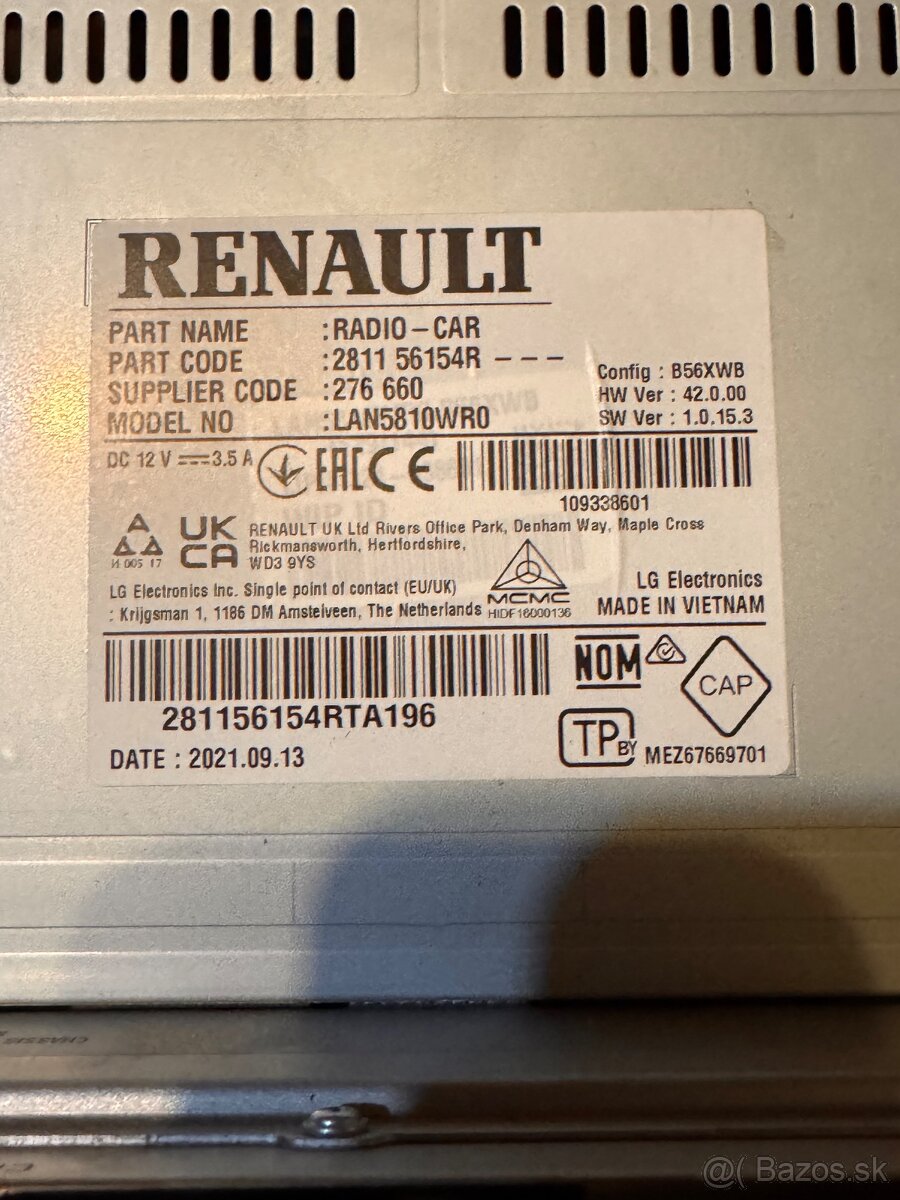 RENAULT
PART NAME :RADIO-CAR
PART CODE :2811 56154R ---
SUPPLIER CODE :276 660
MODEL NO :LAN5810WR0
Config : B56XWB
HW Ver : 42.0.00
SW Ver : 1.0.15.3
DC 12 V 3.5 A EAC CE
109338601
UK
CA
И 005 17
RENAULT UK Ltd Rivers Office Park, Denham Way, Maple Cross
Rickmansworth, Hertfordshire,
WD3 9YS
MCMC
HIDF16000136
LG Electronics Inc. Single point of contact (EU/UK)
: Krijgsman 1, 1186 DM Amstelveen, The Netherlands
LG Electronics
MADE IN VIETNAM
281156154RTA196
NOM
CAP
DATE : 2021.09.13
TP BY
MEZ67669701
CHASSIS
@( Bazos.sk